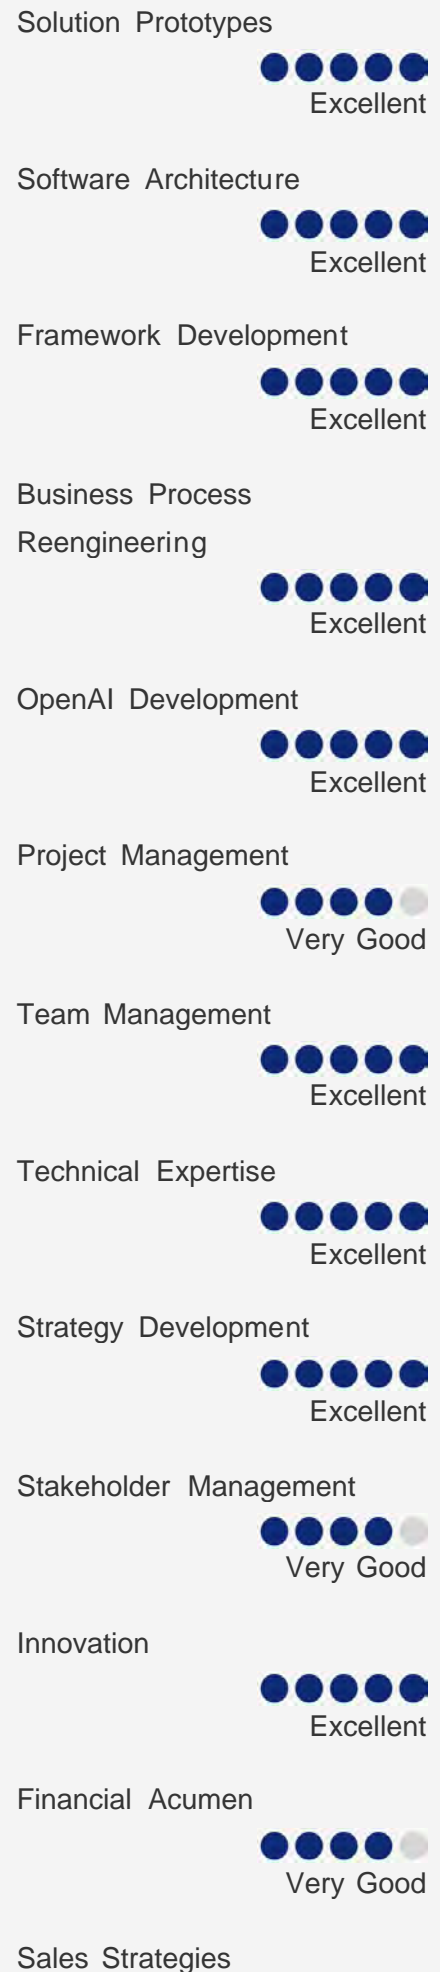 Solution Prototypes
Excellent
Software Architecture
Excellent
Framework Development
Excellent
Business Process
Reengineering
Excellent
OpenAI Development
Excellent
Project Management
Very Good
Team Management
Excellent
Technical Expertise
Excellent
Strategy Development
Excellent
Stakeholder Management
Very Good
Innovation
Excellent
Financial Acumen
Very Good
Sales Strategies